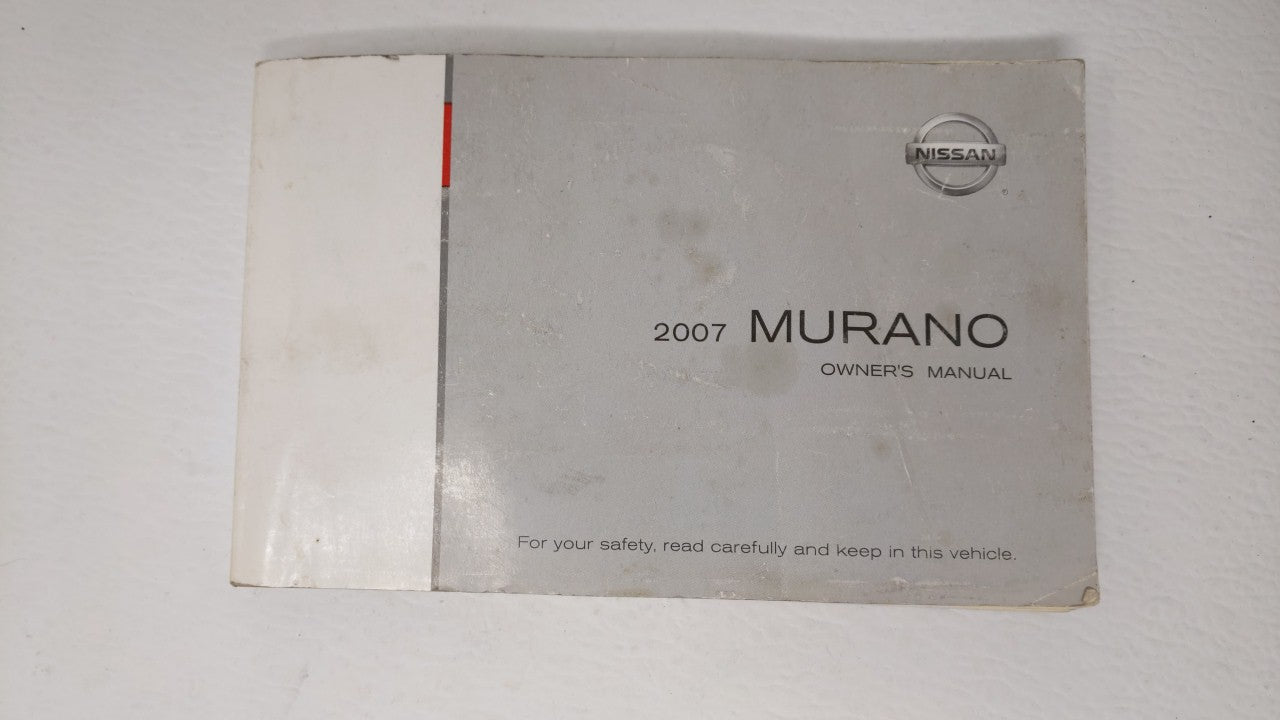 NISSAN
2007 MURANO
OWNER'S MANUAL
For your safety, read carefully and keep in this vehicle.